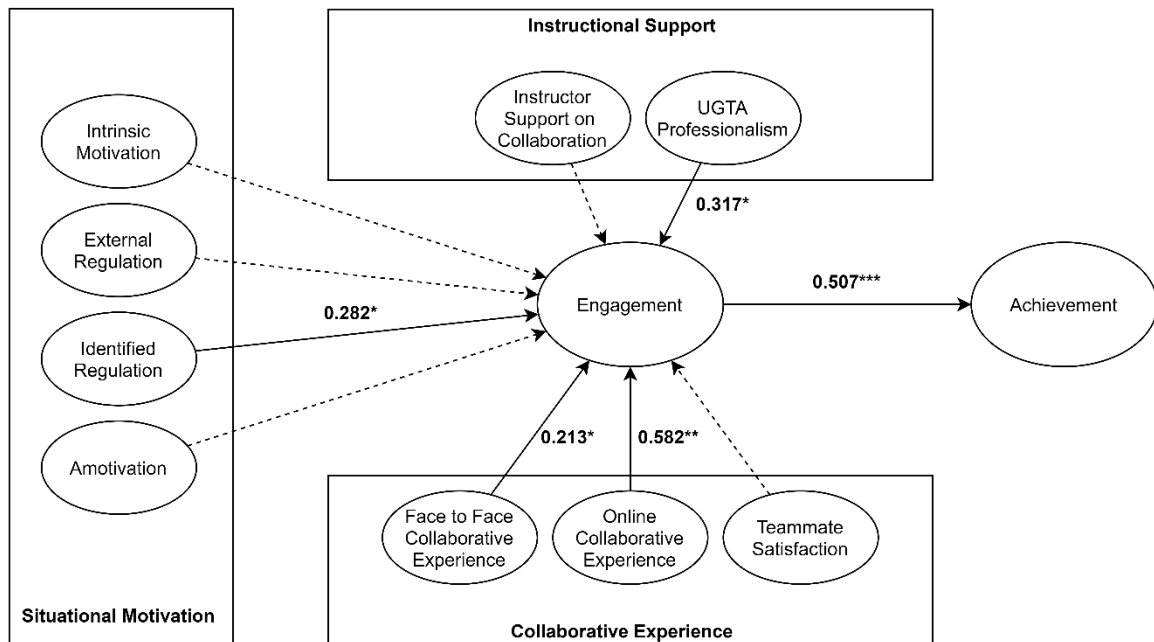 Instructional Support
Instructor
Support on
Collaboration
UGTA
Professionalism
Intrinsic
Motivation
External
Regulation
Identified
Regulation
Amotivation
Situational Motivation
0.317*
0.282*
Engagement
0.507***
Achievement
0.213*
0.582**
Face to Face
Collaborative
Experience
Online
Collaborative
Experience
Teammate
Satisfaction
Collaborative Experience